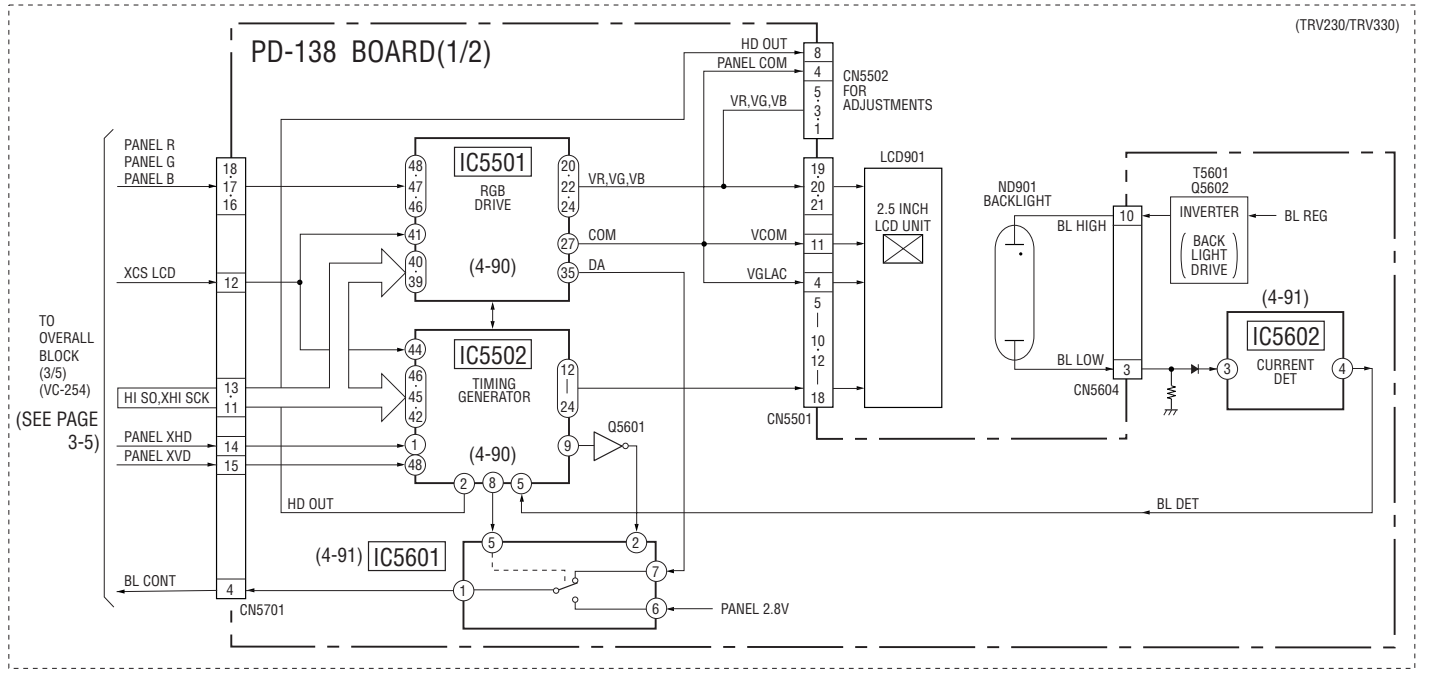 (TRV230/TRV330)
PD-138 BOARD(1/2)
HD OUT
8
PANEL COM
4
VR,VG,VB
5
3
1
CN5502
FOR
ADJUSTMENTS
PANEL R
PANEL G
PANEL B
18
17
16
48
47
46
IC5501
RGB
DRIVE
(4-90)
20
22
24
VR,VG,VB
19
20
21
LCD901
2.5 INCH
LCD UNIT
ND901
BACKLIGHT
T5601
Q5602
INVERTER
BACK
LIGHT
DRIVE
BL REG
10
BL HIGH
41
40
39
27
COM
VCOM
11
35
DA
VGLAC
4
5
10
12
18
CN5501
XCS LCD
12
TO
OVERALL
BLOCK
(3/5)
(VC-254)
(SEE PAGE
3-5)
HI SO,XHI SCK
13
11
PANEL XHD
14
PANEL XVD
15
44
46
45
42
1
48
IC5502
TIMING
GENERATOR
(4-90)
12
24
9
Q5601
2
8
5
HD OUT
(4-91)
IC5602
CURRENT
DET
3
4
BL LOW
3
CN5604
BL DET
(4-91)
IC5601
5
2
7
1
6
PANEL 2.8V
BL CONT
4
CN5701